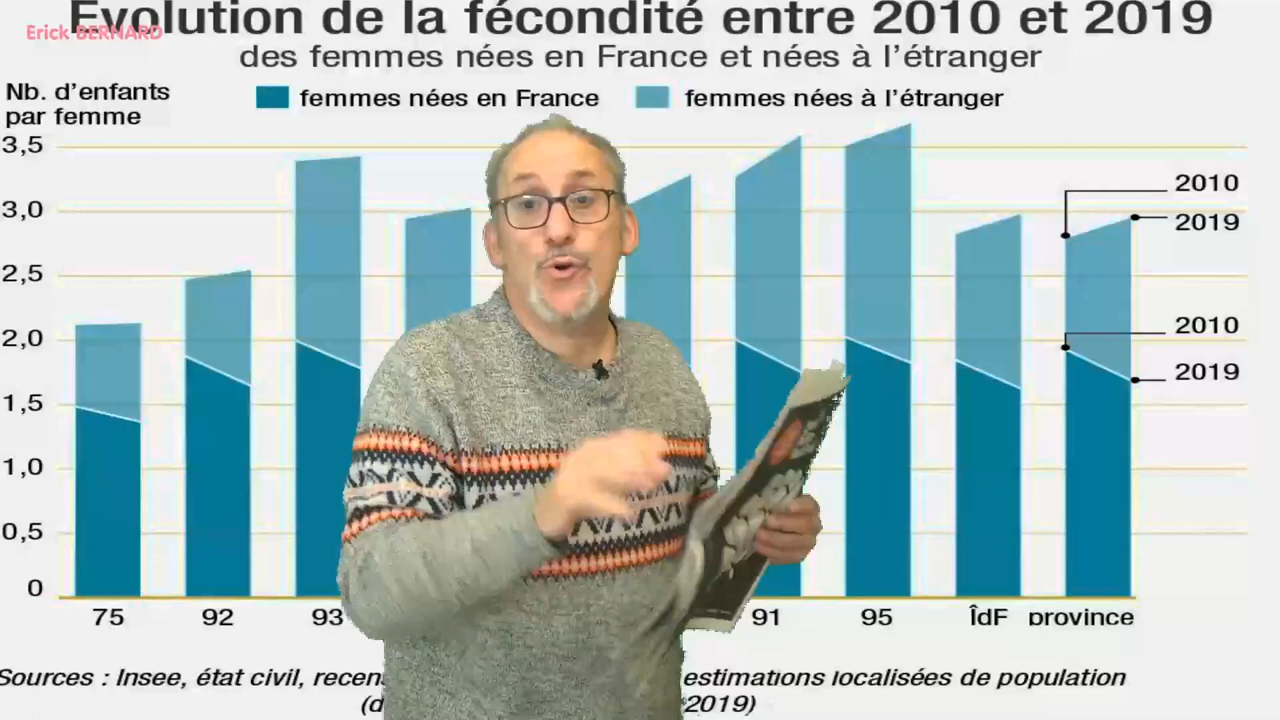 Evolution de la fécondité entre 2010 et 2019
Erick BERNARD
des femmes nées en France et nées à l'étranger
Nb. d'enfants
par femme
femmes nées en France
femmes nées à l'étranger
3,5
3,0
2,5
2,0
1,5
1,0
0,5
0
2010
2019
2010
2019
75 92 93 91 95 ÎdF province
Sources : Insee, état civil, estimations localisées de population
2019)